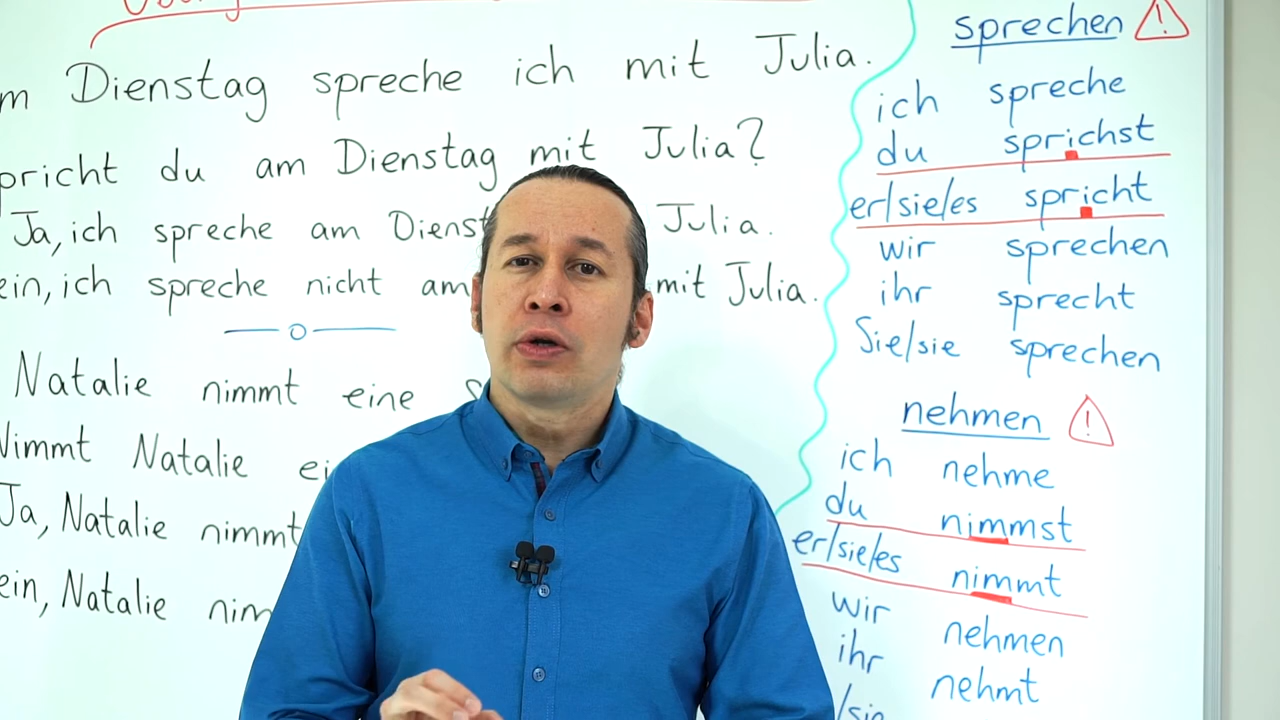 m Dienstag spreche ich mit Julia.
pricht du am Dienstag mit Julia?
Ja, ich spreche am Dienst Julia.
ein, ich spreche nicht am mit Julia.
Natalie nimmt eine
Nimmt Natalie ei
Ja, Natalie nimmt
ein, Natalie nim
sprechen
ich spreche
du sprichst
er/sie/es spricht
wir sprechen
ihr sprecht
Sie/sie sprechen
nehmen
ich nehme
du nimmst
er/sie/es nimmt
wir nehmen
ihr nehmt
/sie